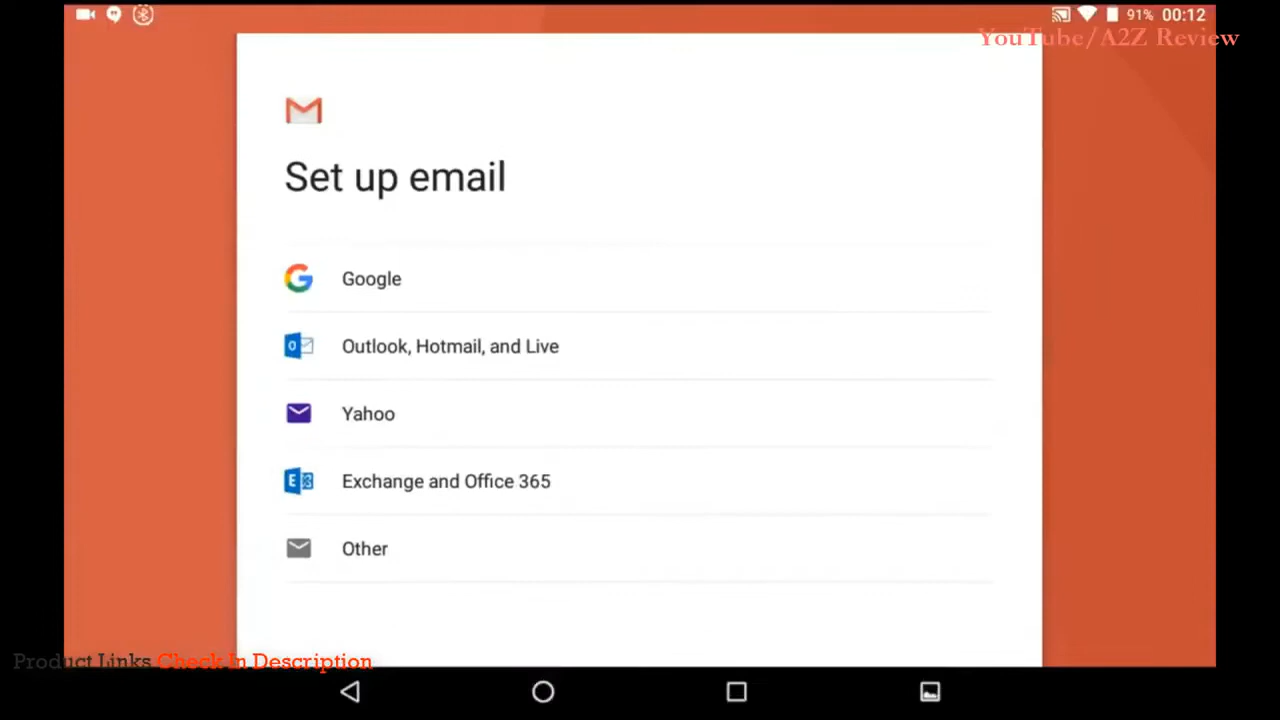 91% 00:12
YouTube/A2Z Review
Set up email
Google
Outlook, Hotmail, and Live
Yahoo
Exchange and Office 365
Other
Product Links Check In Description